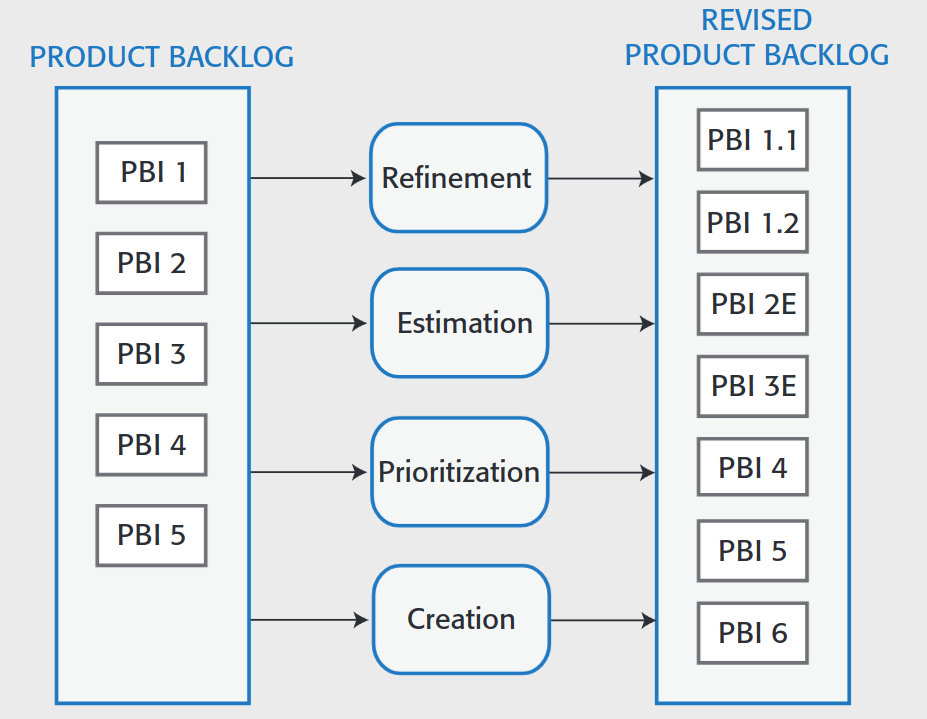 PRODUCT BACKLOG
PBI 1
PBI 2
PBI 3
PBI 4
PBI 5
Refinement
Estimation
Prioritization
Creation
REVISED
PRODUCT BACKLOG
PBI 1.1
PBI 1.2
PBI 2E
PBI 3E
PBI 4
PBI 5
PBI 6